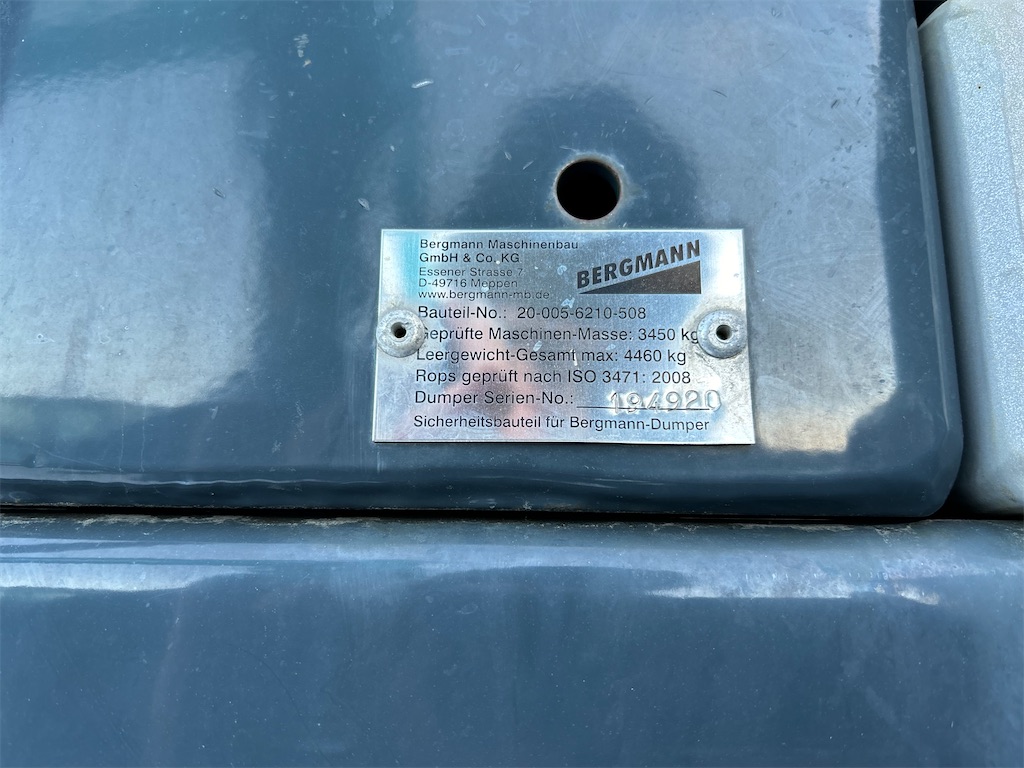 Bergmann Maschinenbau
GmbH & Co. KG
Essener Strasse 7
D-49716 Meppen
www.bergmann-mb.de
BERGMANN
Bauteil-No.: 20-005-6210-508
Geprüfte Maschinen-Masse: 3450 kg
Leergewicht-Gesamt max: 4460 kg
Rops geprüft nach ISO 3471: 2008
Dumper Serien-No.: 194920
Sicherheitsbauteil für Bergmann-Dumper